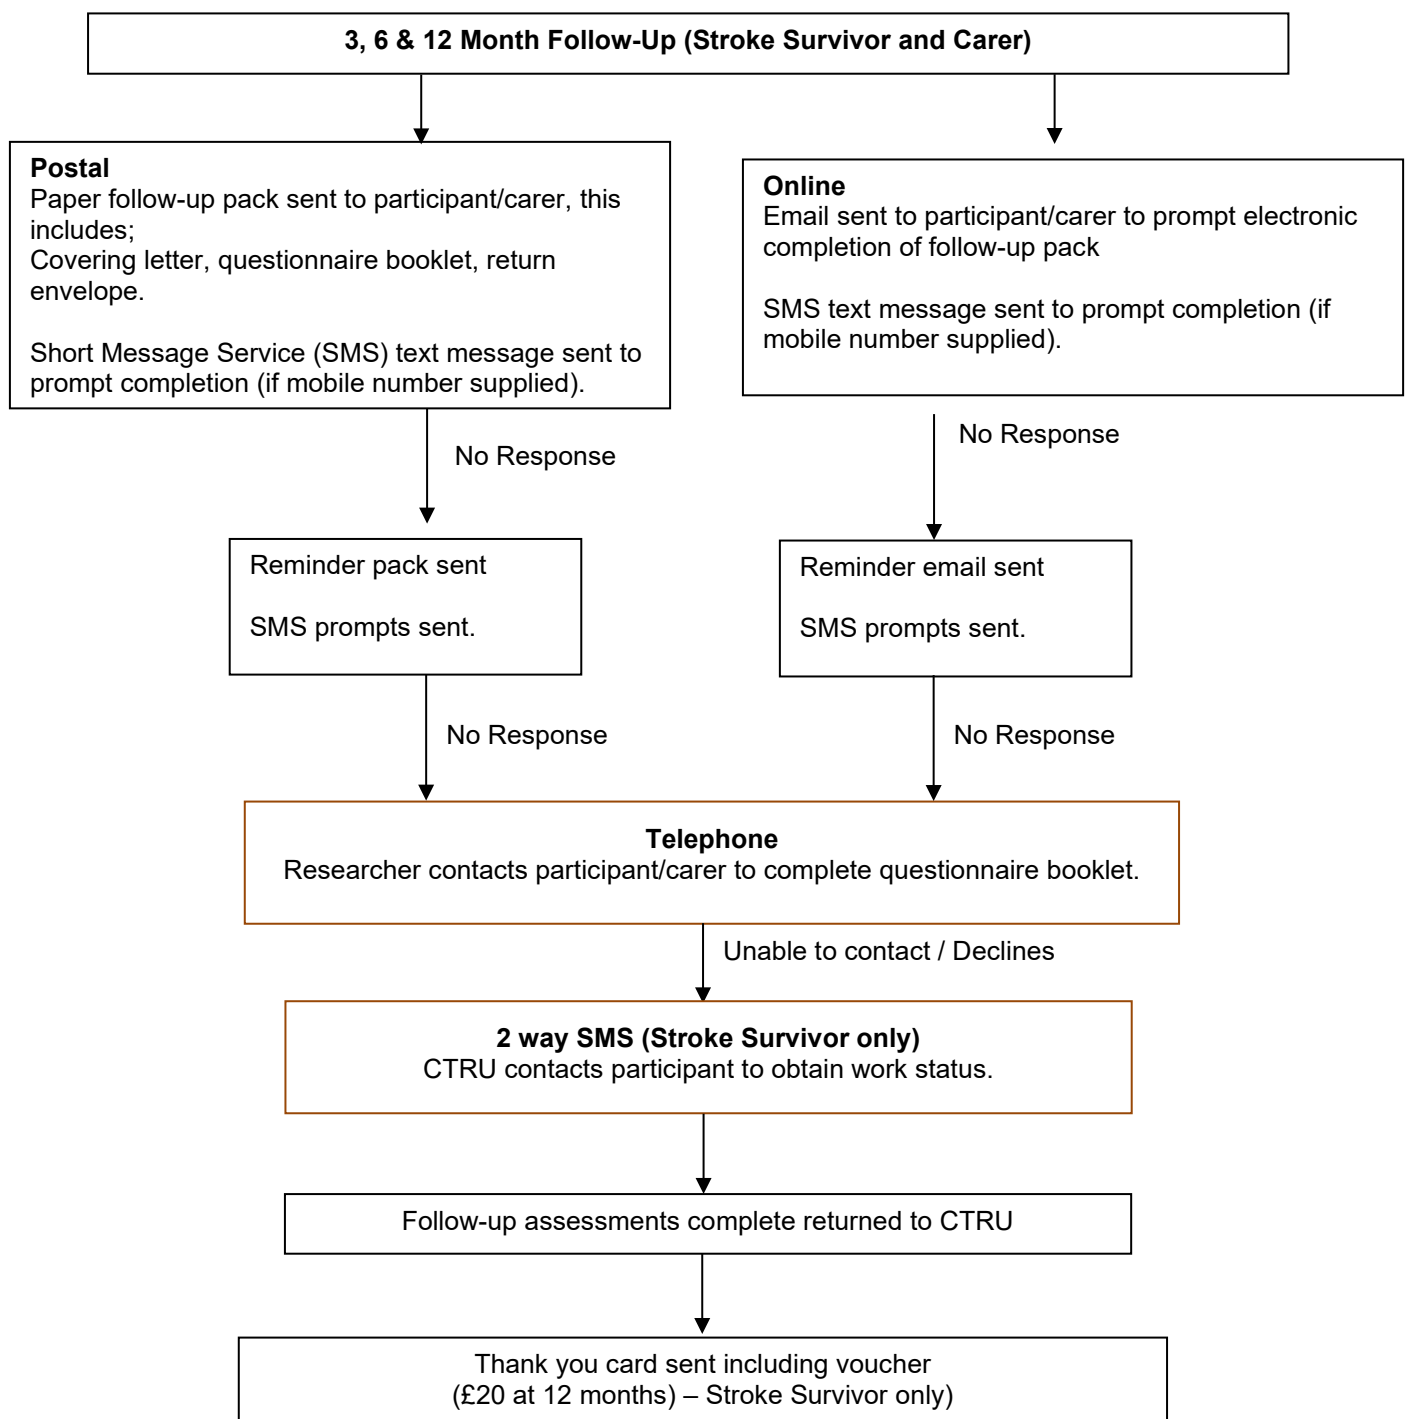 3, 6 & 12 Month Follow-Up (Stroke Survivor and Carer)
Postal
Paper follow-up pack sent to participant/carer, this
includes;
Covering letter, questionnaire booklet, return
envelope.
Short Message Service (SMS) text message sent to
prompt completion (if mobile number supplied).
Online
Email sent to participant/carer to prompt electronic
completion of follow-up pack
SMS text message sent to prompt completion (if
mobile number supplied).
No Response
No Response
Reminder pack sent
SMS prompts sent.
Reminder email sent
SMS prompts sent.
No Response
No Response
Telephone
Researcher contacts participant/carer to complete questionnaire booklet.
Unable to contact / Declines
2 way SMS (Stroke Survivor only)
CTRU contacts participant to obtain work status.
Follow-up assessments complete returned to CTRU
Thank you card sent including voucher
(£20 at 12 months) – Stroke Survivor only)